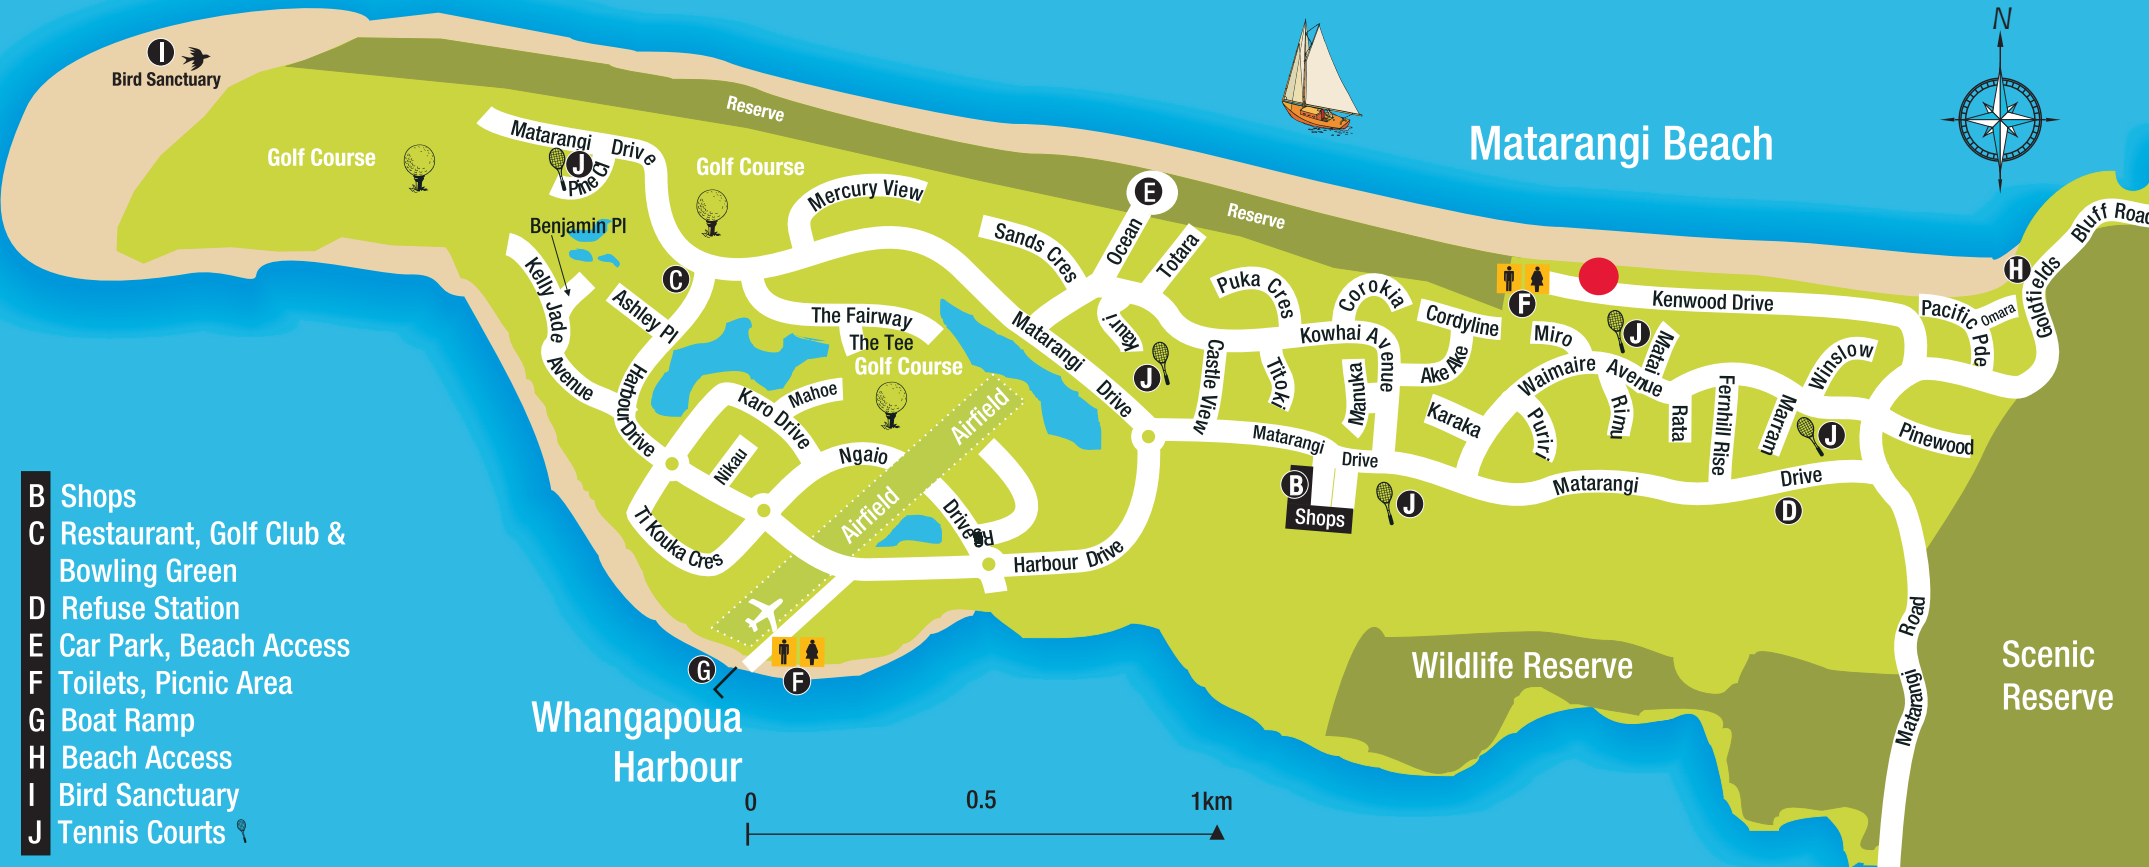 N
I
Bird Sanctuary
Reserve
Matarangi Beach
Matarangi Drive
J
Pine Cl
Golf Course
Golf Course
Mercury View
E
Reserve
Bluff Road
Benjamin Pl
Sands Cres
Ocean
Totara
H
Goldfields
Kelly Jade
Avenue
C
Ashley Pl
Puka Cres
Corokia
F
Kenwood Drive
Pacific Pde
Omara
The Fairway
The Tee
Golf Course
Matarangi Drive
Kauri
Kowhai Avenue
Cordyline
Miro
J
Matai
Winslow
J
Castle View
Titoki
Manuka
Ake Ake
Waimaire Avenue
Harbour Drive
Mahoe
Karo Drive
Airfield
Karaka
Puriri
Rimu
Rata
Fernhill Rise
Marram
J
Pinewood
Nikau
Ngaio
Matarangi Drive
B
Shops
J
Matarangi Drive
D
Ti Kouka Cres
Airfield
Drive
Rd
Harbour Drive
G
F
Wildlife Reserve
Scenic
Reserve
Matarangi Road
Whangapoua
Harbour
0 0.5 1km
B Shops
C Restaurant, Golf Club &
Bowling Green
D Refuse Station
E Car Park, Beach Access
F Toilets, Picnic Area
G Boat Ramp
H Beach Access
I Bird Sanctuary
J Tennis Courts